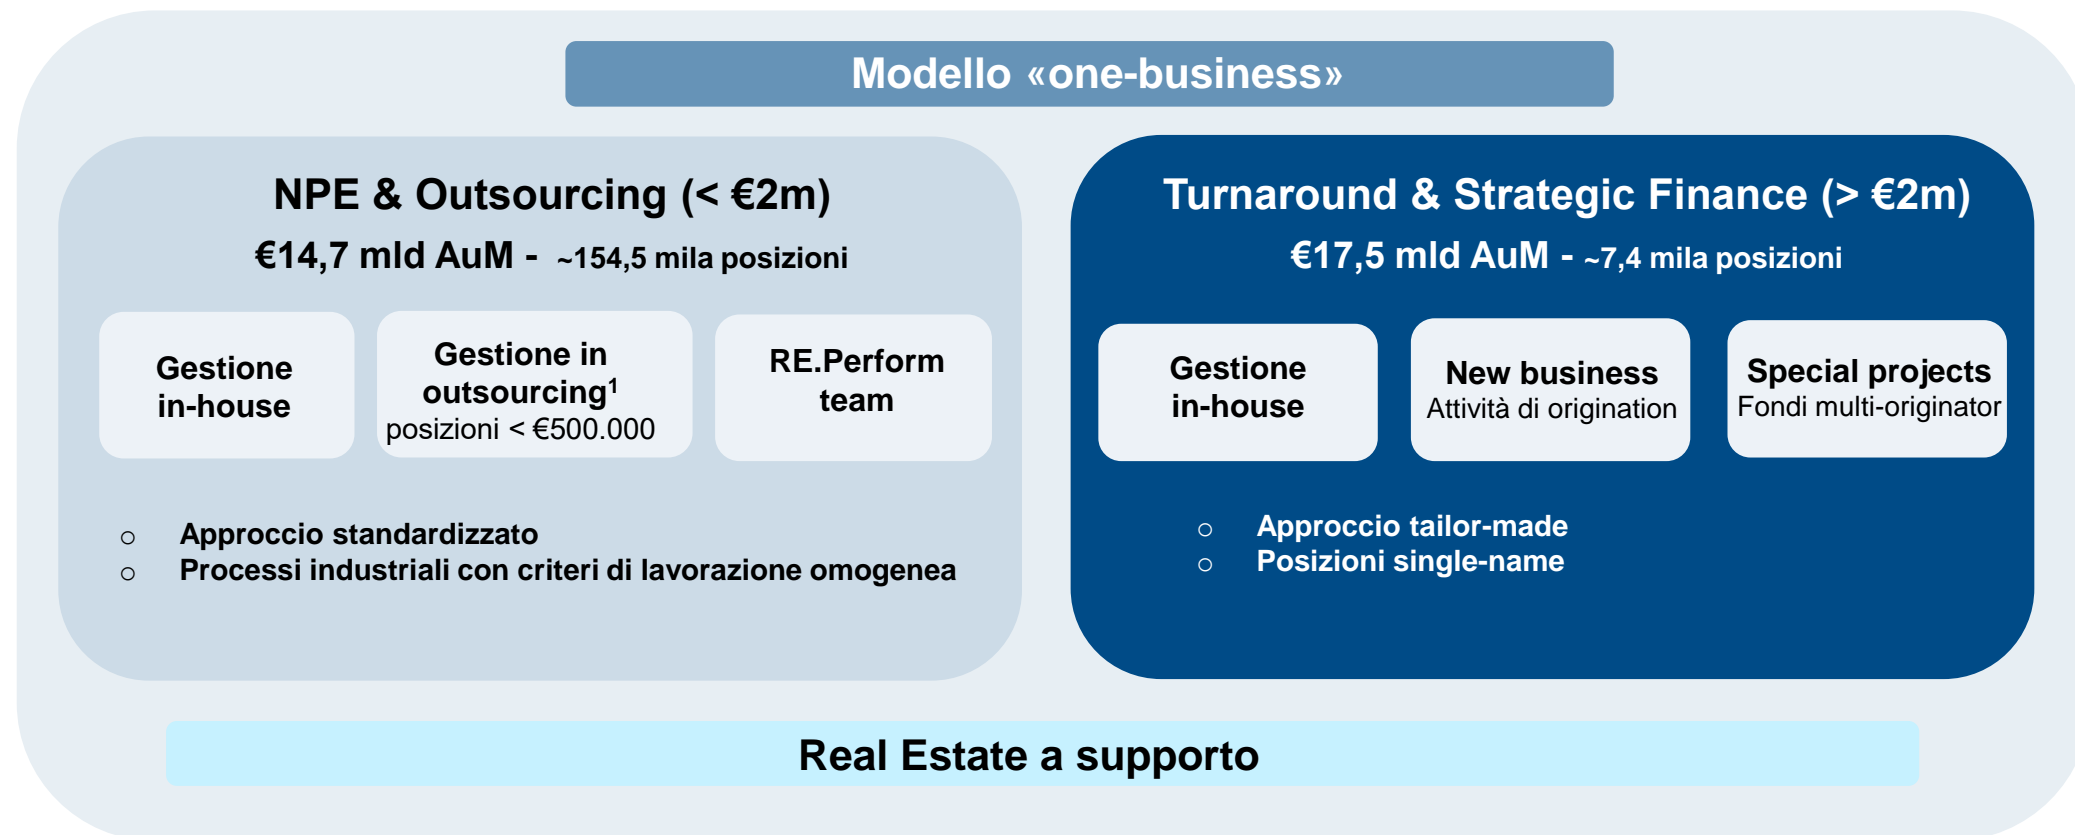 Modello «one-business»
NPE & Outsourcing (< €2m)
€14,7 mld AuM - ~154,5 mila posizioni
Gestione
in-house
Gestione in
outsourcing¹
posizioni < €500.000
RE.Perform
team
o Approccio standardizzato
o Processi industriali con criteri di lavorazione omogenea
Turnaround & Strategic Finance (> €2m)
€17,5 mld AuM - ~7,4 mila posizioni
Gestione
in-house
New business
Attività di origination
Special projects
Fondi multi-originator
o Approccio tailor-made
o Posizioni single-name
Real Estate a supporto